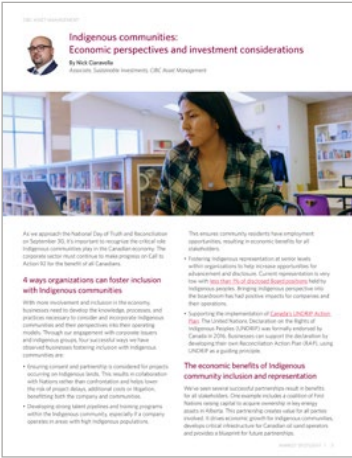 CIBC ASSET MANAGEMENT
Indigenous communities:
Economic perspectives and investment considerations
By Nick Ciaravella
Associate, Sustainable Investments, CIBC Asset Management
As we approach the National Day of Truth and Reconciliation
on September 30, it's important to recognize the critical role
Indigenous communities play in the Canadian economy. The
corporate sector must continue to make progress on Call to
Action 92 for the benefit of all Canadians.
4 ways organizations can foster inclusion
with Indigenous communities
With more involvement and inclusion in the economy,
businesses need to develop the knowledge, processes, and
practices necessary to consider and incorporate Indigenous
communities and their perspectives into their operating
models. Through our engagement with corporate issuers
and Indigenous groups, four successful ways we have
observed businesses fostering inclusion with Indigenous
communities are:
• Ensuring consent and partnership is considered for projects
occurring on Indigenous lands. This results in collaboration
with Nations rather than confrontation and helps lower
the risk of project delays, additional costs or litigation,
benefitting both the company and communities.
• Developing strong talent pipelines and training programs
within the Indigenous community, especially if a company
operates in areas with high Indigenous populations.
This ensures community residents have employment
opportunities, resulting in economic benefits for all
stakeholders.
• Fostering Indigenous representation at senior levels
within organizations to help increase opportunities for
advancement and disclosure. Current representation is very
low with less than 1% of disclosed Board positions held by
Indigenous peoples. Bringing Indigenous perspective into
the boardroom has had positive impacts for companies and
their operations.
• Supporting the implementation of Canada's UNDRIP Action
Plan. The United Nations Declaration on the Rights of
Indigenous Peoples (UNDRIP) was formally endorsed by
Canada in 2016. Businesses can support the declaration by
developing their own Reconciliation Action Plan (RAP), using
UNDRIP as a guiding principle.
The economic benefits of Indigenous
community inclusion and representation
We've seen several successful partnerships result in benefits
for all stakeholders. One example includes a coalition of First
Nations raising capital to acquire ownership in key energy
assets in Alberta. This partnership creates value for all parties
involved. It drives economic growth for Indigenous communities,
develops critical infrastructure for Canadian oil sand operators
and provides a blueprint for future partnerships.